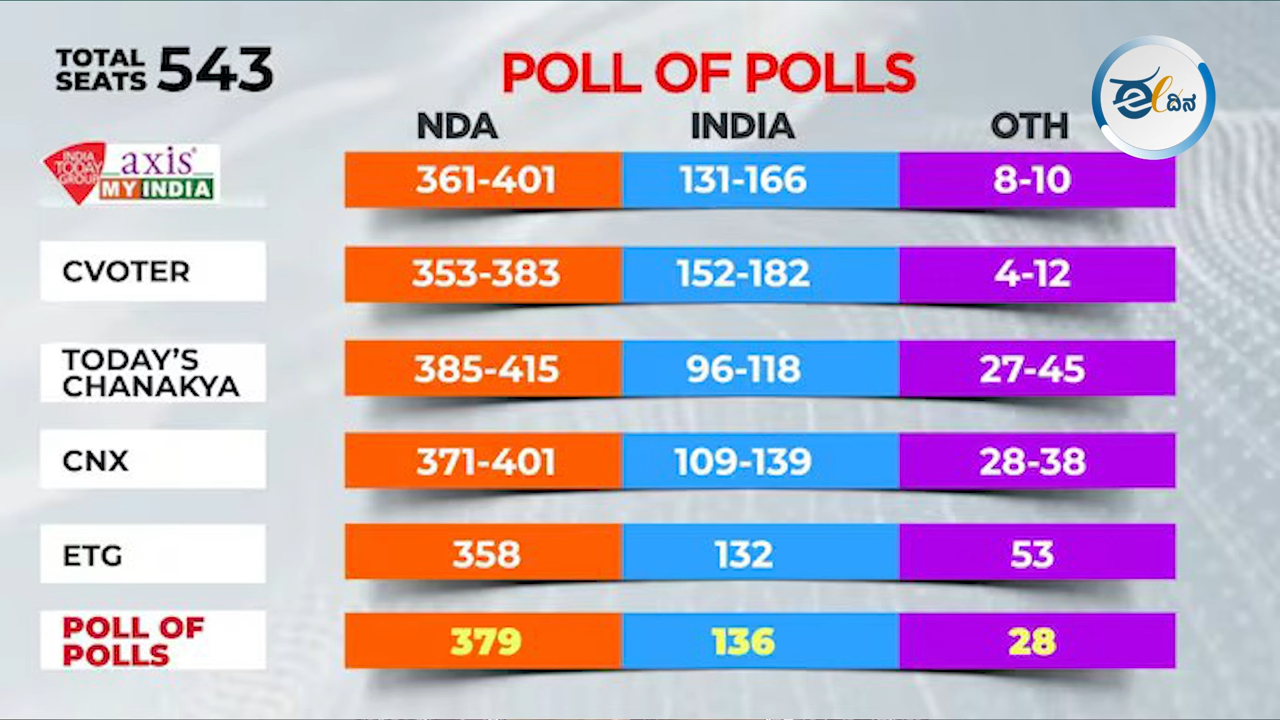 TOTAL
SEATS 543
POLL OF POLLS
ಈದಿನ
NDA INDIA OTH
INDIA
TODAY
GROUP
axis
MY INDIA
361-401 131-166 8-10
CVOTER 353-383 152-182 4-12
TODAY'S
CHANAKYA
385-415 96-118 27-45
CNX 371-401 109-139 28-38
ETG 358 132 53
POLL OF
POLLS
379 136 28